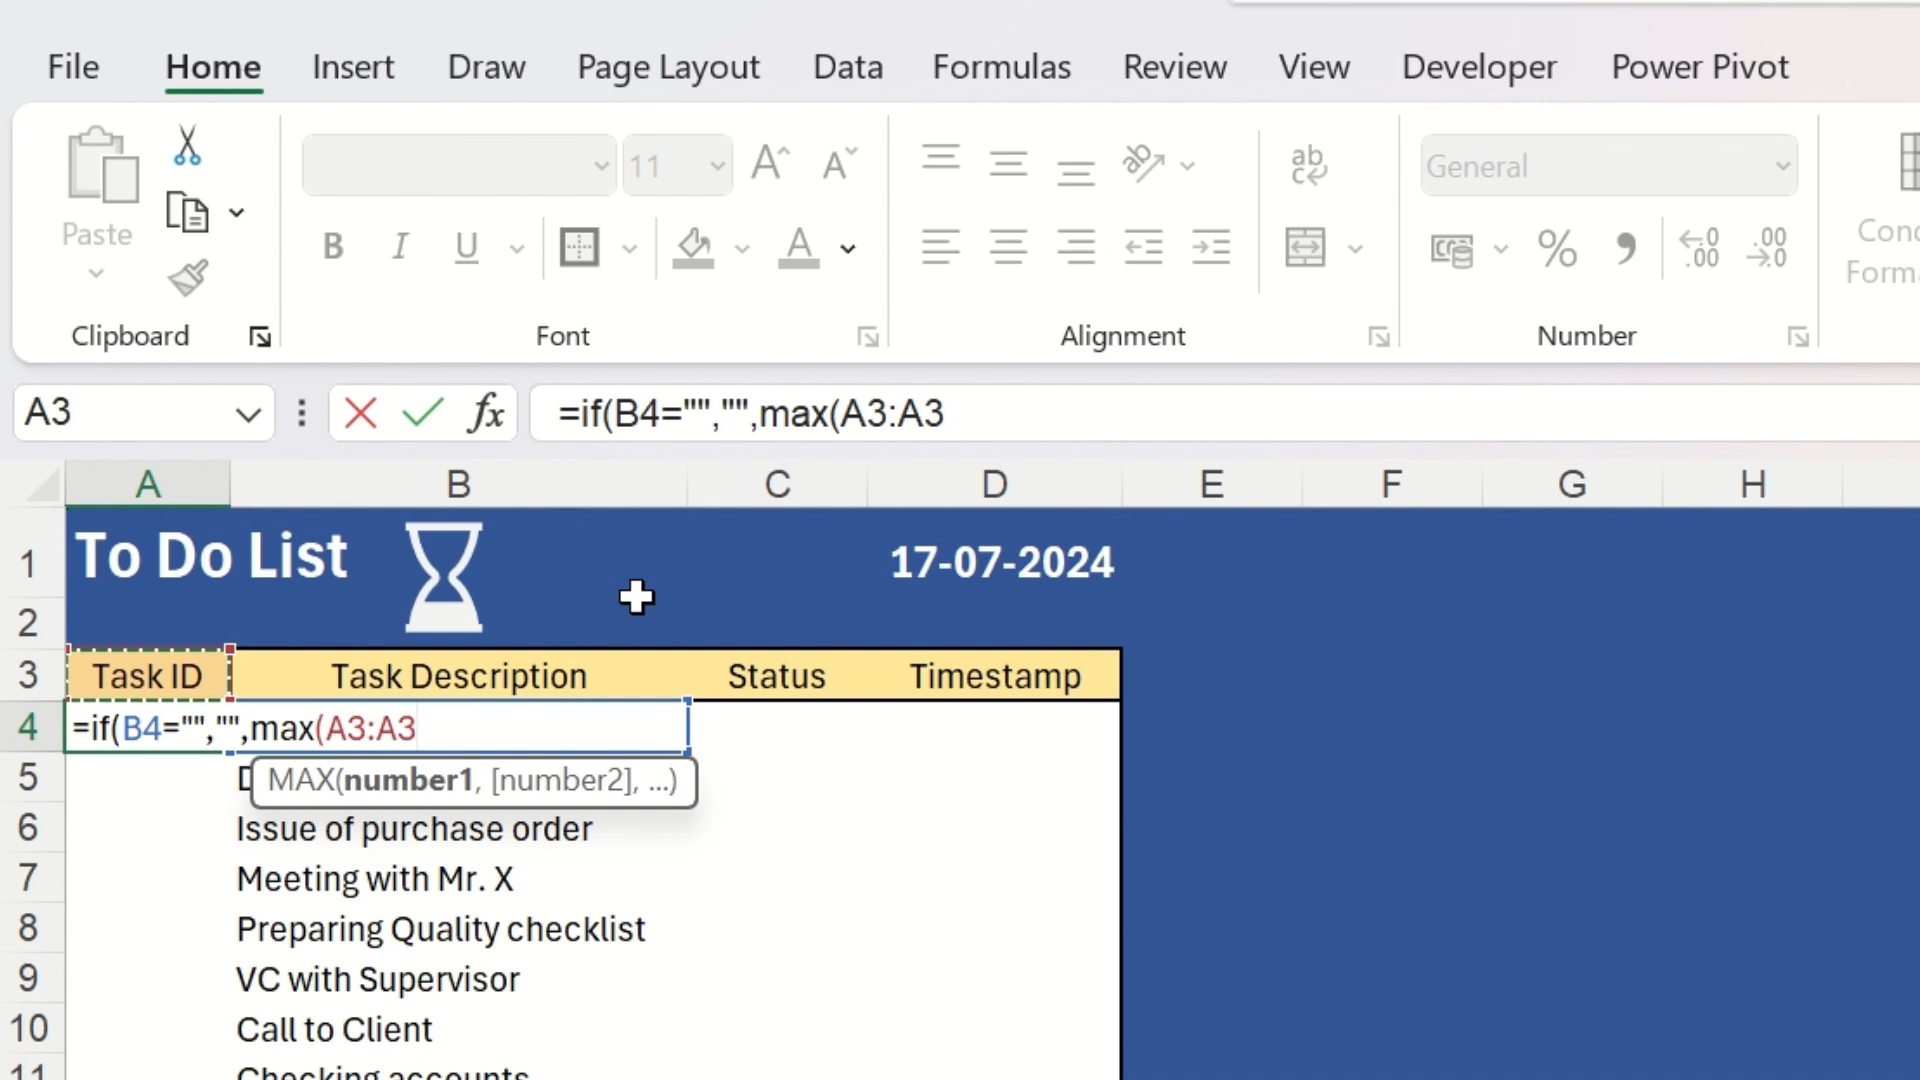 File Home Insert Draw Page Layout Data Formulas Review View Developer Power Pivot
11 A A ab General
Paste B I U A % .00
Clipboard Font Alignment Number
A3 fx =if(B4="","",max(A3:A3
A B C D E F G H
1 To Do List 17-07-2024
2
3 Task ID Task Description Status Timestamp
4 =if(B4="","",max(A3:A3
5 MAX(number1, [number2], ...)
6 Issue of purchase order
7 Meeting with Mr. X
8 Preparing Quality checklist
9 VC with Supervisor
10 Call to Client
11 Checking accounts